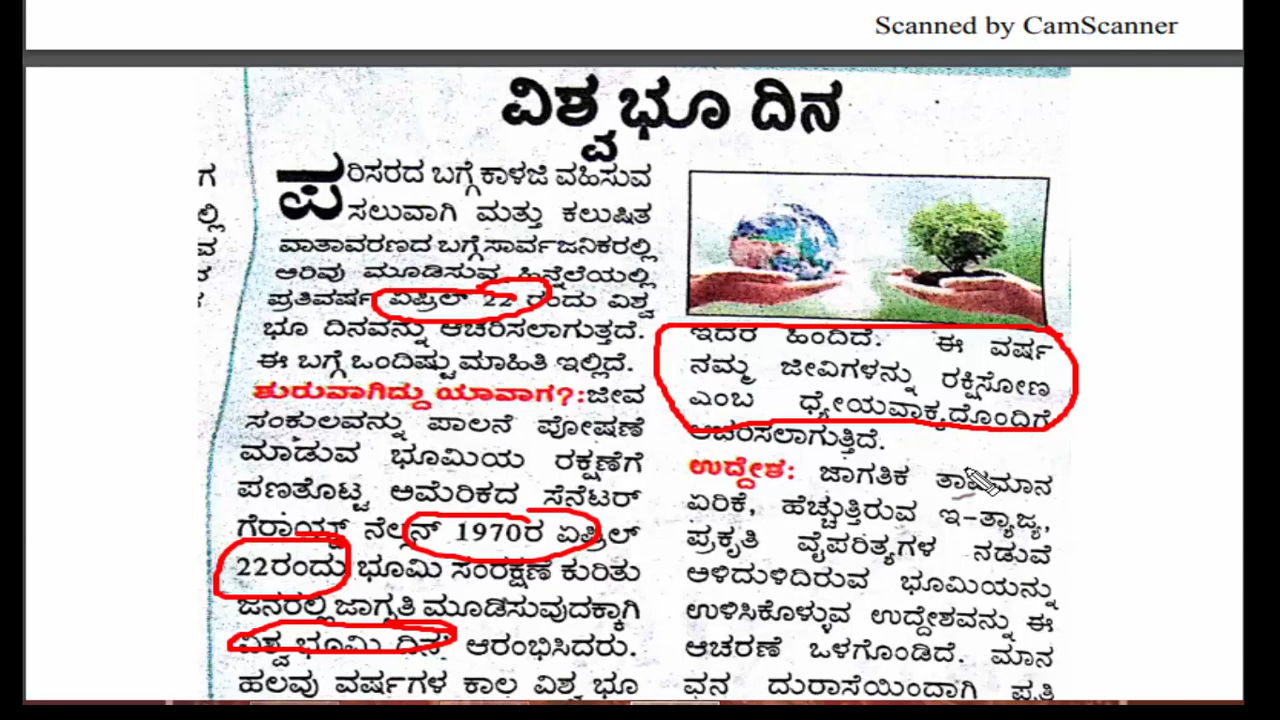 Scanned by CamScanner
ವಿಶ್ವ ಭೂ ದಿನ
ಗ
ಲ್ಲಿ
ವ
ಪರಿಸರದ ಬಗ್ಗೆ ಕಾಳಜಿ ವಹಿಸುವ
ಸಲುವಾಗಿ ಮತ್ತು ಕಲುಷಿತ
ವಾತಾವರಣದ ಬಗ್ಗೆ ಸಾರ್ವಜನಿಕರಲ್ಲಿ
ಅರಿವು ಮೂಡಿಸುವ ಹಿನ್ನೆಲೆಯಲ್ಲಿ
ಪ್ರತಿವರ್ಷ ಏಪ್ರಿಲ್ 22 ರಂದು ವಿಶ್ವ
ಭೂ ದಿನವನ್ನು ಆಚರಿಸಲಾಗುತ್ತದೆ.
ಈ ಬಗ್ಗೆ ಒಂದಿಷ್ಟು ಮಾಹಿತಿ ಇಲ್ಲಿದೆ.
ಶುರುವಾಗಿದ್ದು ಯಾವಾಗ?: ಜೀವ
ಸಂಕುಲವನ್ನು ಪಾಲನೆ ಪೋಷಣೆ
ಮಾಡುವ ಭೂಮಿಯ ರಕ್ಷಣೆಗೆ
ಪಣತೊಟ್ಟ ಅಮೆರಿಕದ ಸೆನೆಟರ್
ಗೆರಾಯ್ಡ್ ನೆಲ್ಸನ್ 1970ರ ಏಪ್ರಿಲ್
22ರಂದು ಭೂಮಿ ಸಂರಕ್ಷಣೆ ಕುರಿತು
ಜನರಲ್ಲಿ ಜಾಗೃತಿ ಮೂಡಿಸುವುದಕ್ಕಾಗಿ
ವಿಶ್ವ ಭೂಮಿ ದಿನ ಆರಂಭಿಸಿದರು.
ಹಲವು ವರ್ಷಗಳ ಕಾಲ ವಿಶ್ವ ಭೂ
ಇದರ ಹಿಂದಿದೆ. ಈ ವರ್ಷ
ನಮ್ಮ ಜೀವಿಗಳನ್ನು ರಕ್ಷಿಸೋಣ
ಎಂಬ ಧ್ಯೇಯವಾಕ್ಯದೊಂದಿಗೆ
ಆಚರಿಸಲಾಗುತ್ತಿದೆ.
ಉದ್ದೇಶ: ಜಾಗತಿಕ ತಾಪಮಾನ
ಏರಿಕೆ, ಹೆಚ್ಚುತ್ತಿರುವ ಇ-ತ್ಯಾಜ್ಯ,
ಪ್ರಕೃತಿ ವೈಪರಿತ್ಯಗಳ ನಡುವೆ
ಅಳಿದುಳಿದಿರುವ ಭೂಮಿಯನ್ನು
ಉಳಿಸಿಕೊಳ್ಳುವ ಉದ್ದೇಶವನ್ನು ಈ
ಆಚರಣೆ ಒಳಗೊಂಡಿದೆ. ಮಾನ
ದುರಾಸೆಯಿಂದಾಗಿ ಪ್ರತಿ